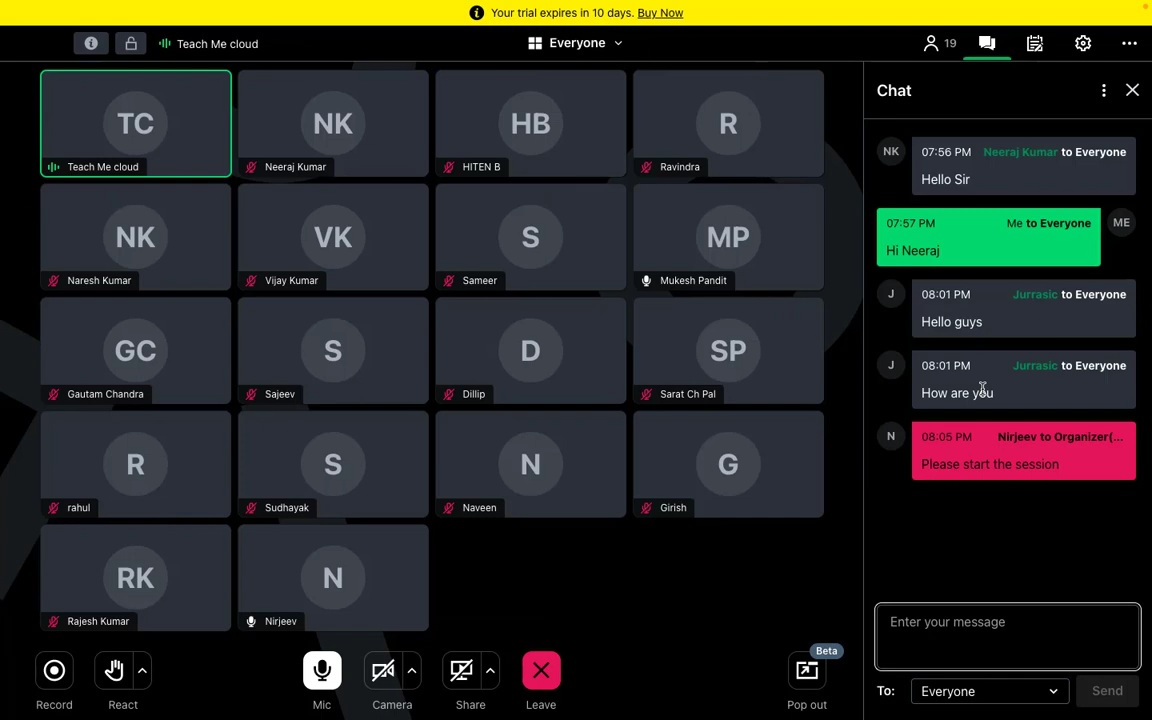 Your trial expires in 10 days. Buy Now
Teach Me cloud
Everyone
19
TC
Teach Me cloud
NK
Neeraj Kumar
HB
HITEN B
R
Ravindra
NK
Naresh Kumar
VK
Vijay Kumar
S
Sameer
MP
Mukesh Pandit
GC
Gautam Chandra
S
Sajeev
D
Dillip
SP
Sarat Ch Pal
R
rahul
S
Sudhayak
N
Naveen
G
Girish
RK
Rajesh Kumar
N
Nirjeev
Record
React
Mic
Camera
Share
Leave
Beta
Pop out
Chat
NK
07:56 PM Neeraj Kumar to Everyone
Hello Sir
07:57 PM Me to Everyone
ME
Hi Neeraj
J
08:01 PM Jurrasic to Everyone
Hello guys
J
08:01 PM Jurrasic to Everyone
How are you
N
08:05 PM Nirjeev to Organizer(...
Please start the session
Enter your message
To: Everyone
Send